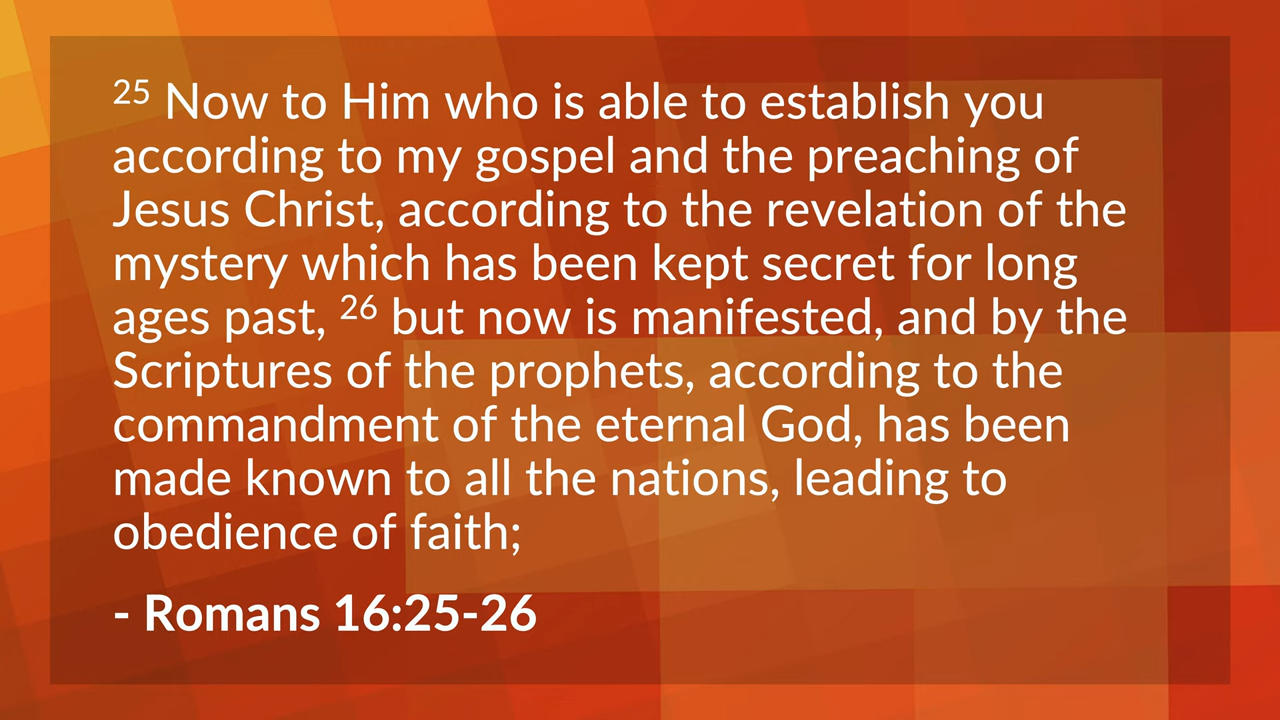 25 Now to Him who is able to establish you
according to my gospel and the preaching of
Jesus Christ, according to the revelation of the
mystery which has been kept secret for long
ages past, 26 but now is manifested, and by the
Scriptures of the prophets, according to the
commandment of the eternal God, has been
made known to all the nations, leading to
obedience of faith;
- Romans 16:25-26